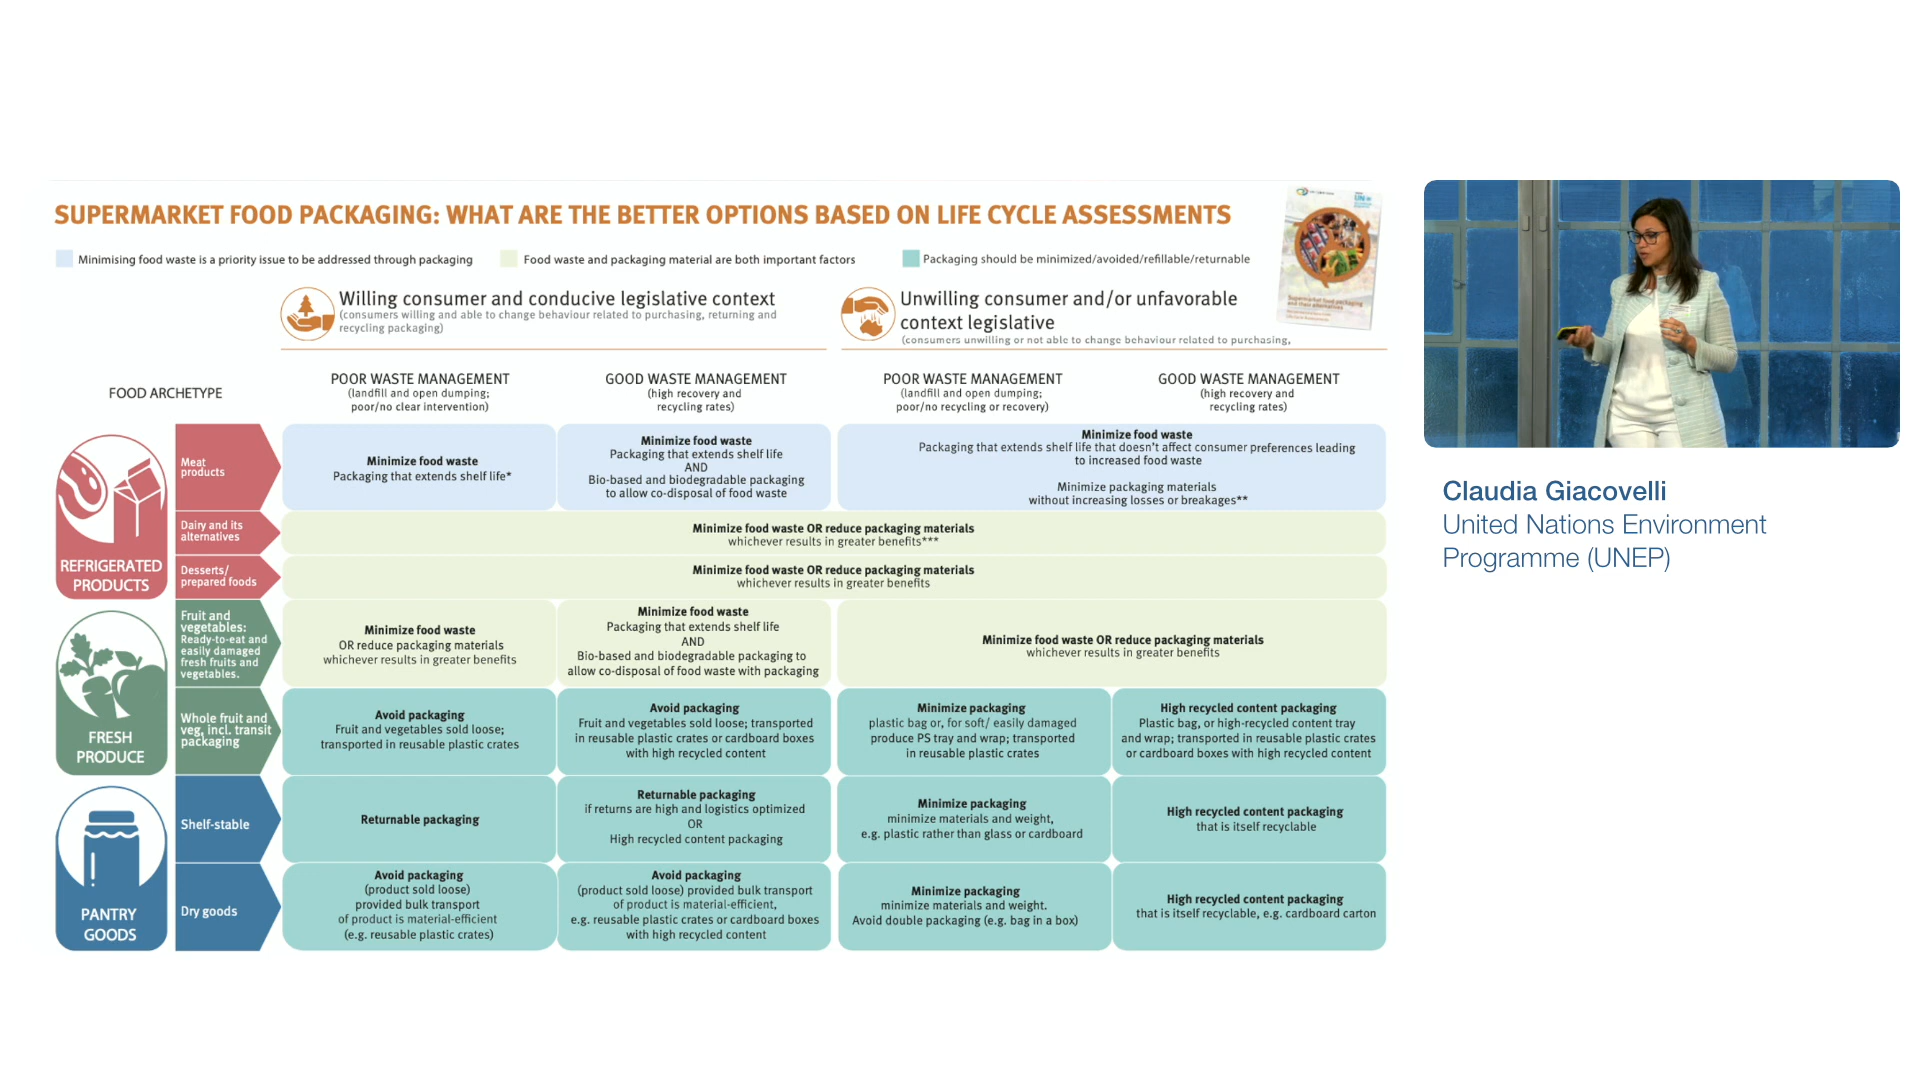 SUPERMARKET FOOD PACKAGING: WHAT ARE THE BETTER OPTIONS BASED ON LIFE CYCLE ASSESSMENTS
Minimising food waste is a priority issue to be addressed through packaging
Food waste and packaging material are both important factors
Packaging should be minimized/avoided/refillable/returnable
Willing consumer and conducive legislative context
(consumers willing and able to change behaviour related to purchasing, returning and
recycling packaging)
Unwilling consumer and/or unfavorable
context legislative
(consumers unwilling or not able to change behaviour related to purchasing,
Supermarket food packaging
FOOD ARCHETYPE
POOR WASTE MANAGEMENT
(landfill and open dumping;
poor/no clear intervention)
GOOD WASTE MANAGEMENT
(high recovery and
recycling rates)
POOR WASTE MANAGEMENT
(landfill and open dumping;
poor/no recycling or recovery)
GOOD WASTE MANAGEMENT
(high recovery and
recycling rates)
REFRIGERATED
PRODUCTS
Meat
products
Minimize food waste
Packaging that extends shelf life*
Minimize food waste
Packaging that extends shelf life
AND
Bio-based and biodegradable packaging
to allow co-disposal of food waste
Minimize food waste
Packaging that extends shelf life that doesn't affect consumer preferences leading
to increased food waste
Minimize packaging materials
without increasing losses or breakages**
Dairy and its
alternatives
Minimize food waste OR reduce packaging materials
whichever results in greater benefits***
Desserts/
prepared foods
Minimize food waste OR reduce packaging materials
whichever results in greater benefits
FRESH
PRODUCE
Fruit and
vegetables:
Ready-to-eat and
easily damaged
fresh fruits and
vegetables.
Minimize food waste
OR reduce packaging materials
whichever results in greater benefits
Minimize food waste
Packaging that extends shelf life
AND
Bio-based and biodegradable packaging to
allow co-disposal of food waste with packaging
Minimize food waste OR reduce packaging materials
whichever results in greater benefits
Whole fruit and
veg, incl. transit
packaging
Avoid packaging
Fruit and vegetables sold loose;
transported in reusable plastic crates
Avoid packaging
Fruit and vegetables sold loose; transported
in reusable plastic crates or cardboard boxes
with high recycled content
Minimize packaging
plastic bag or, for soft/ easily damaged
produce PS tray and wrap; transported
in reusable plastic crates
High recycled content packaging
Plastic bag, or high-recycled content tray
and wrap; transported in reusable plastic crates
or cardboard boxes with high recycled content
PANTRY
GOODS
Shelf-stable
Returnable packaging
Returnable packaging
if returns are high and logistics optimized
OR
High recycled content packaging
Minimize packaging
minimize materials and weight,
e.g. plastic rather than glass or cardboard
High recycled content packaging
that is itself recyclable
Dry goods
Avoid packaging
(product sold loose)
provided bulk transport
of product is material-efficient
(e.g. reusable plastic crates)
Avoid packaging
(product sold loose) provided bulk transport
of product is material-efficient,
e.g. reusable plastic crates or cardboard boxes
with high recycled content
Minimize packaging
minimize materials and weight.
Avoid double packaging (e.g. bag in a box)
High recycled content packaging
that is itself recyclable, e.g. cardboard carton
Claudia Giacovelli
United Nations Environment
Programme (UNEP)